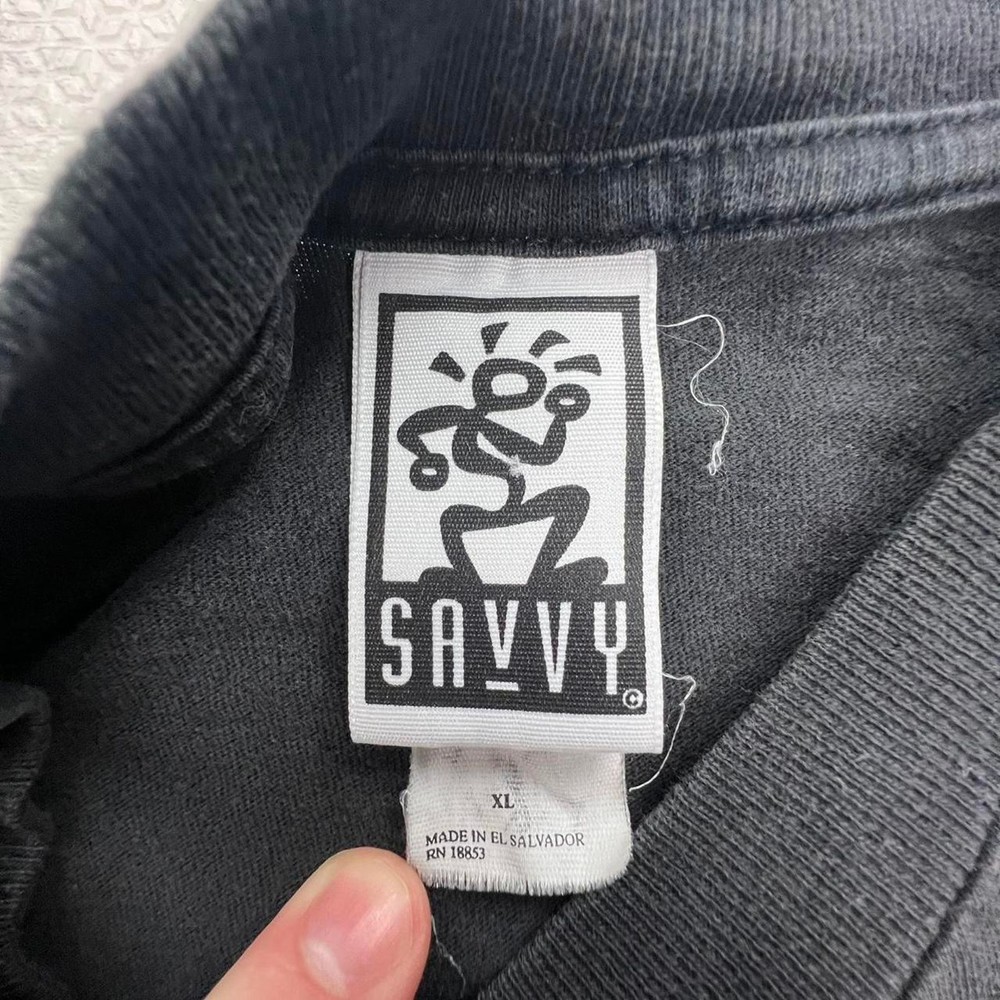 SAVVY
XL
MADE IN EL SALVADOR
RN 18853